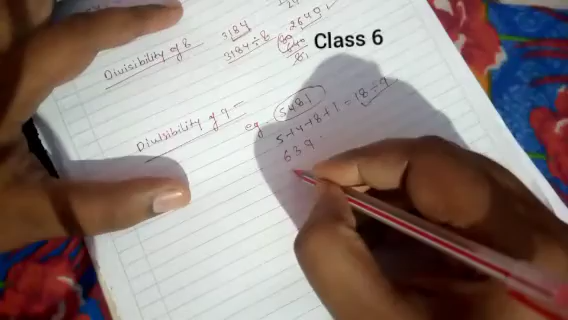 2649
Class 6
Divisibility of 8
3184
3184÷8
Divisibility of 9 -
eg 5481
5+4+8+1 = 18÷9
639